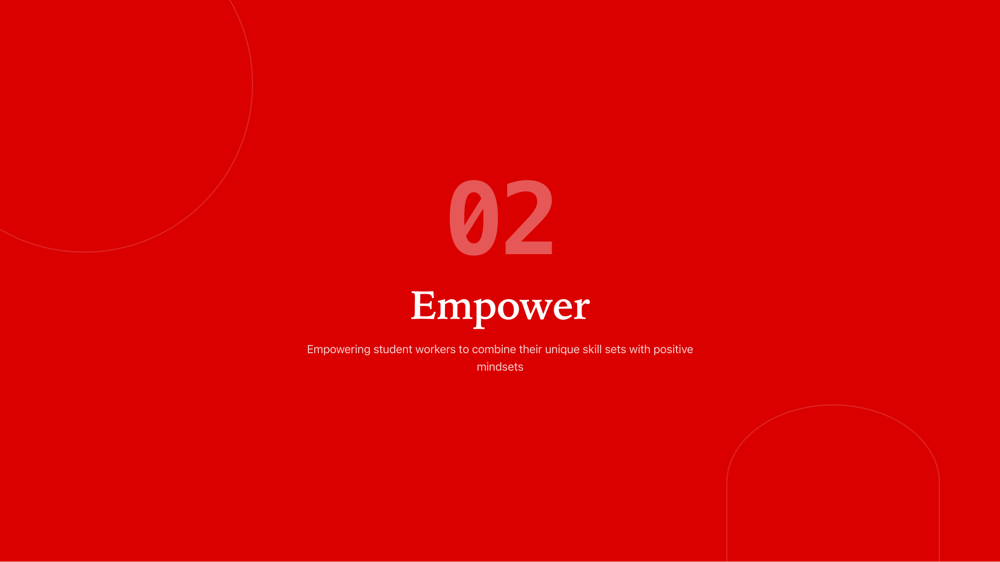 02
Empower
Empowering student workers to combine their unique skill sets with positive
mindsets